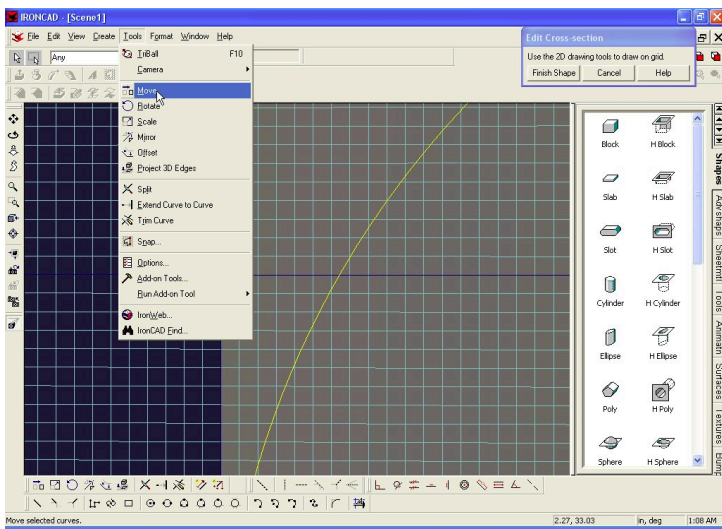 IRONCAD - [Scene1]
File Edit View Create Tools Format Window Help
Any
TriBall F10
Camera
Move
Rotate
Scale
Mirror
Offset
Project 3D Edges
Split
Extend Curve to Curve
Trim Curve
Snap...
Options...
Add-on Tools...
Run Add-on Tool
IronWeb...
IronCAD Find...
Edit Cross-section
Use the 2D drawing tools to draw on grid.
Finish Shape Cancel Help
Block H Block
Slab H Slab
Slot H Slot
Cylinder H Cylinder
Ellipse H Ellipse
Poly H Poly
Sphere H Sphere
Shapes
Adv shaps
Sheetmtl
Tools
Animatn
Surfaces
Textures
Bump
Move selected curves. 2.27, 33.03 in, deg 1:08 AM